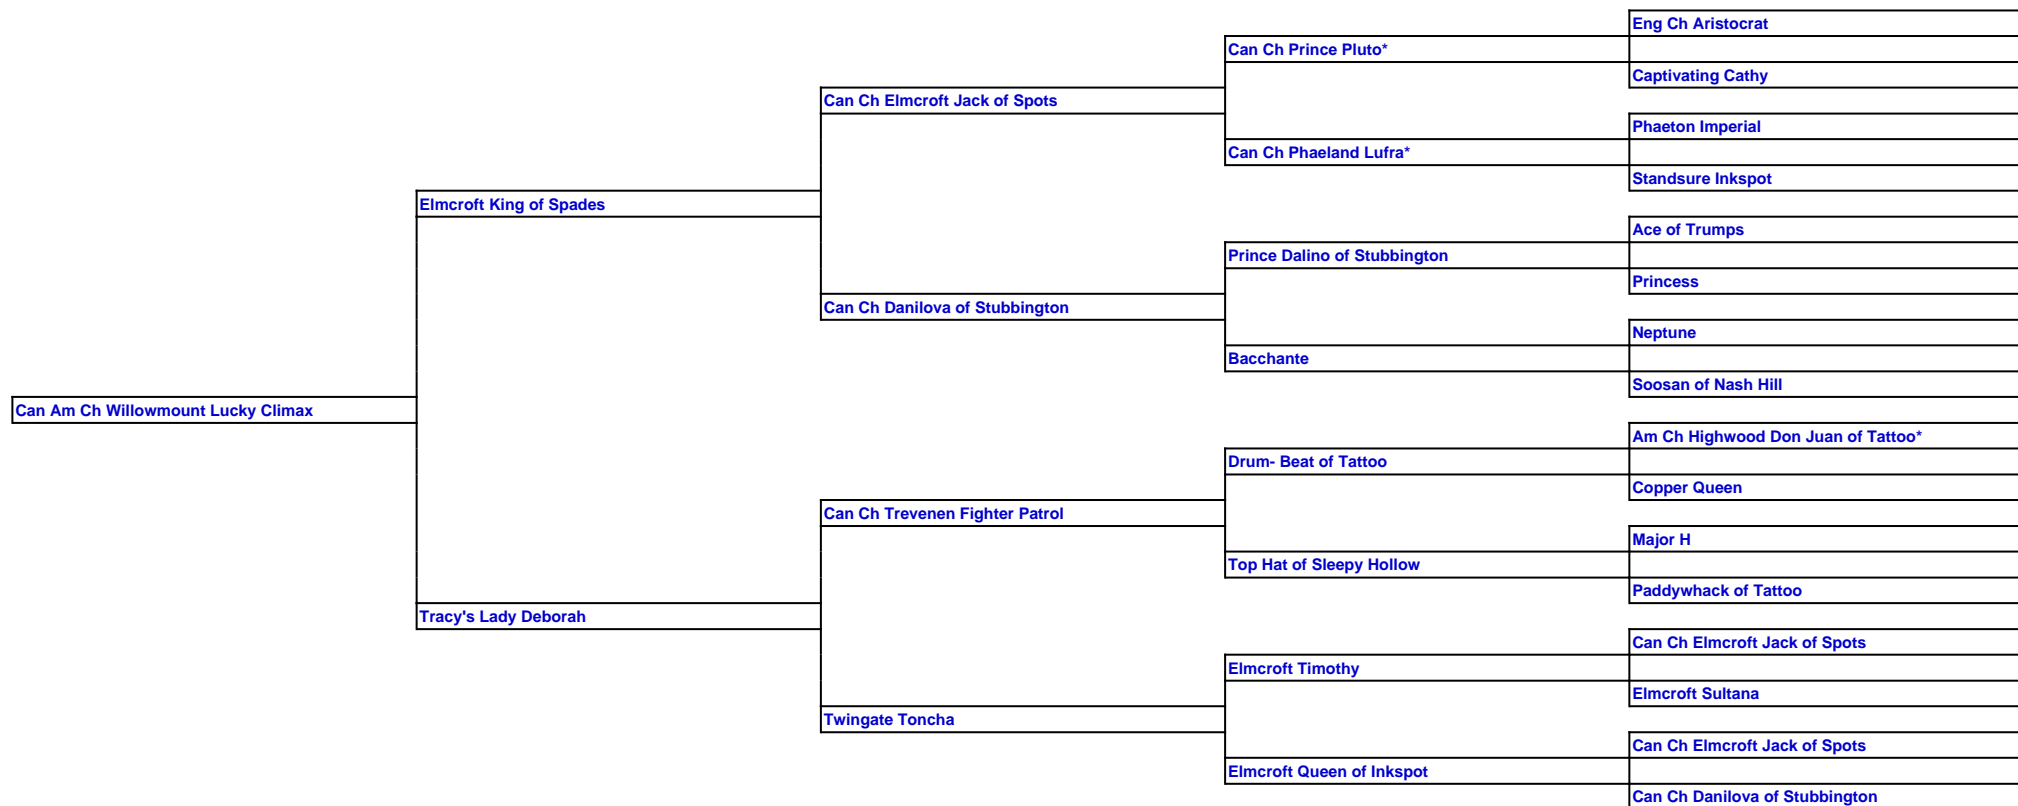 Eng Ch Aristocrat
Can Ch Prince Pluto*
Captivating Cathy
Can Ch Elmcroft Jack of Spots
Phaeton Imperial
Can Ch Phaeland Lufra*
Standsure Inkspot
Elmcroft King of Spades
Ace of Trumps
Prince Dalino of Stubbington
Princess
Can Ch Danilova of Stubbington
Neptune
Bacchante
Soosan of Nash Hill
Can Am Ch Willowmount Lucky Climax
Am Ch Highwood Don Juan of Tattoo*
Drum- Beat of Tattoo
Copper Queen
Can Ch Trevenen Fighter Patrol
Major H
Top Hat of Sleepy Hollow
Paddywhack of Tattoo
Tracy's Lady Deborah
Can Ch Elmcroft Jack of Spots
Elmcroft Timothy
Elmcroft Sultana
Twingate Toncha
Can Ch Elmcroft Jack of Spots
Elmcroft Queen of Inkspot
Can Ch Danilova of Stubbington